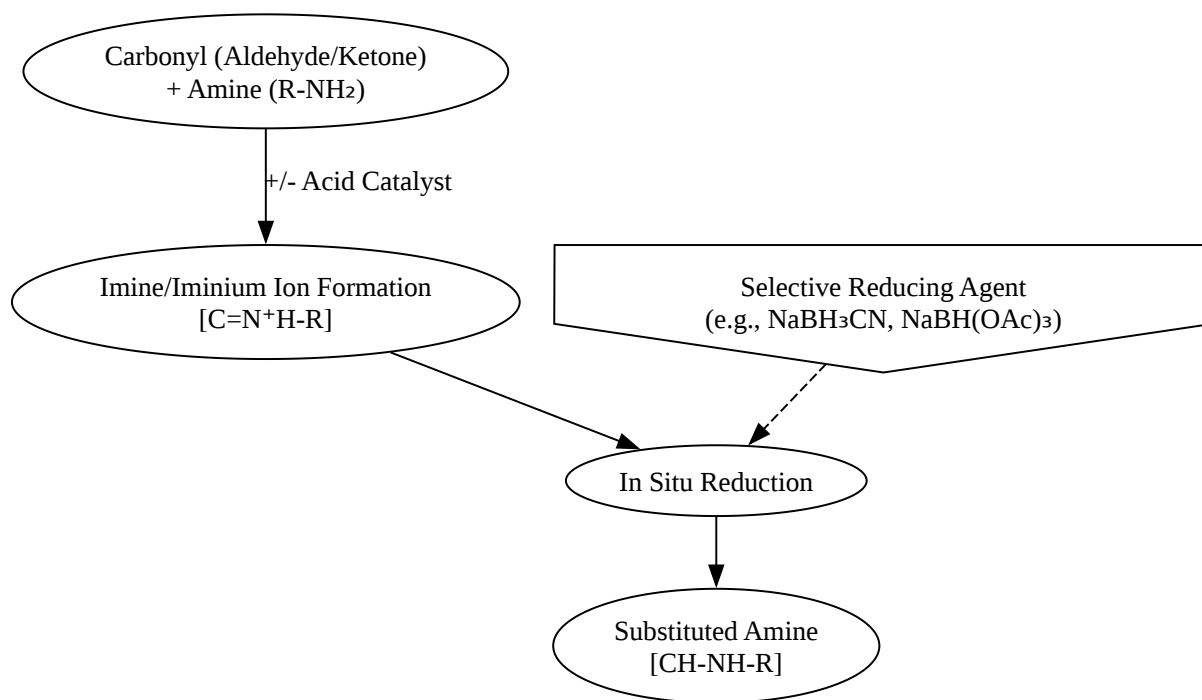 Carbonyl (Aldehyde/Ketone)
+ Amine (R-NH₂)
+/- Acid Catalyst
Imine/Iminium Ion Formation
[C=N⁺H-R]
Selective Reducing Agent
(e.g., NaBH₃CN, NaBH(OAc)₃)
In Situ Reduction
Substituted Amine
[CH-NH-R]